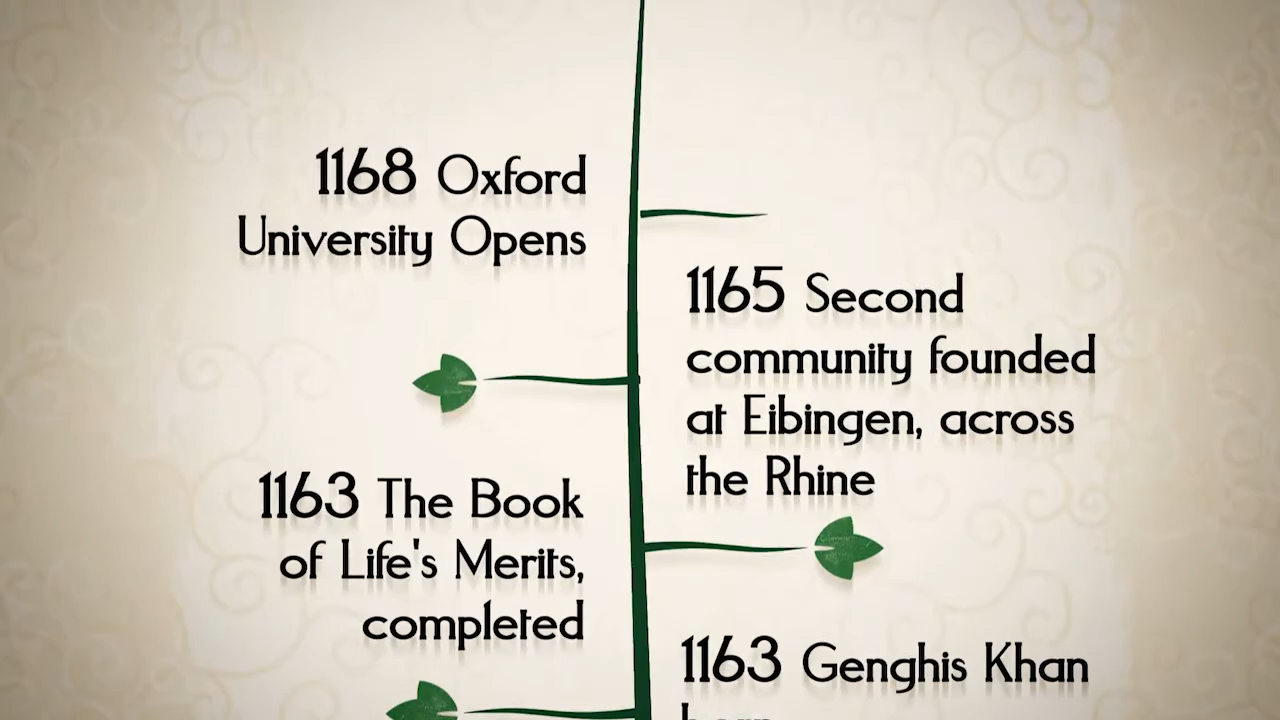 1168 Oxford
University Opens
1165 Second
community founded
at Eibingen, across
the Rhine
1163 The Book
of Life's Merits,
completed
1163 Genghis Khan